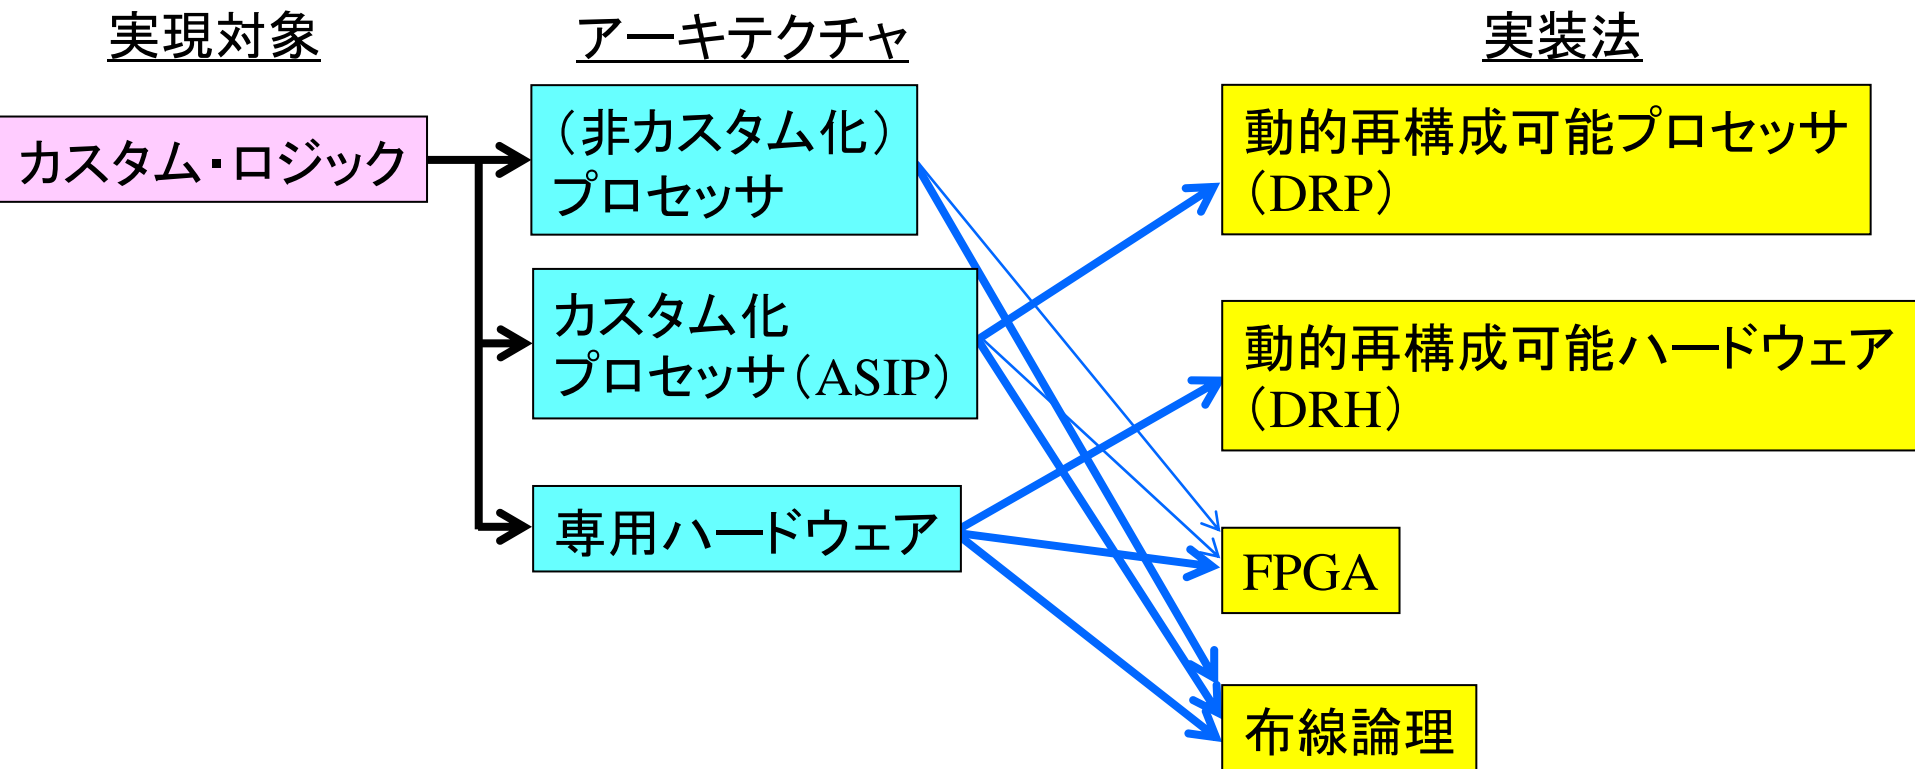 実現対象
アーキテクチャ
実装法
カスタム・ロジック
（非カスタム化）
プロセッサ
カスタム化
プロセッサ（ASIP）
専用ハードウェア
動的再構成可能プロセッサ
（DRP）
動的再構成可能ハードウェア
（DRH）
FPGA
布線論理